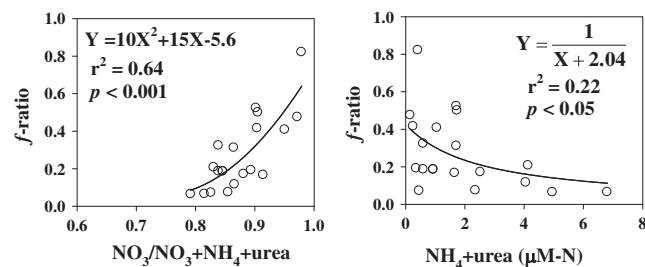 Y =10X²+15X-5.6
r² = 0.64
p < 0.001
f-ratio
1.0
0.8
0.6
0.4
0.2
0.0
0.6 0.7 0.8 0.9 1.0
NO₃/NO₃+NH₄+urea
Y = 1 / X + 2.04
r² = 0.22
p < 0.05
f-ratio
1.0
0.8
0.6
0.4
0.2
0.0
0 2 4 6 8
NH₄+urea (µM-N)